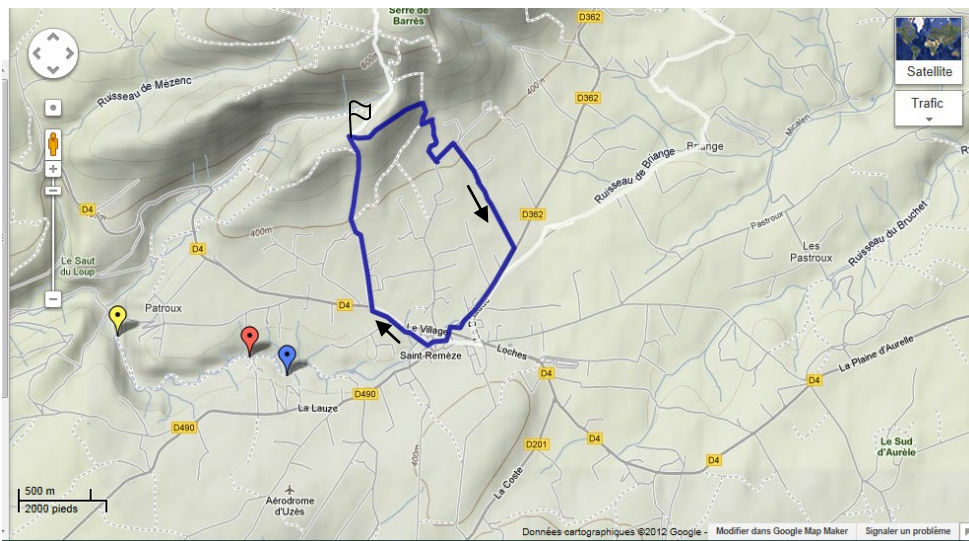 Serre de
Barrès
D362
600 m
Ruisseau de Mézenc
Satellite
400 m
Trafic
D362
Micalen
Briange
Ruisseau de Briange
D4
D362
Pastroux
400m
D4
Le Saut
du Loup
Les
Pastroux
Ruisseau du Bruchet
Patroux
D4
Le Village
Saint-Remèze
Loches
La Plaine d'Aurelle
D4
D4
D490
La Lauze
D490
400m
D201
D4
D4
Le Sud
d'Aurèle
La Coste
500 m
2000 pieds
Aérodrome
d'Uzès
Données cartographiques ©2012 Google -
Modifier dans Google Map Maker
Signaler un problème